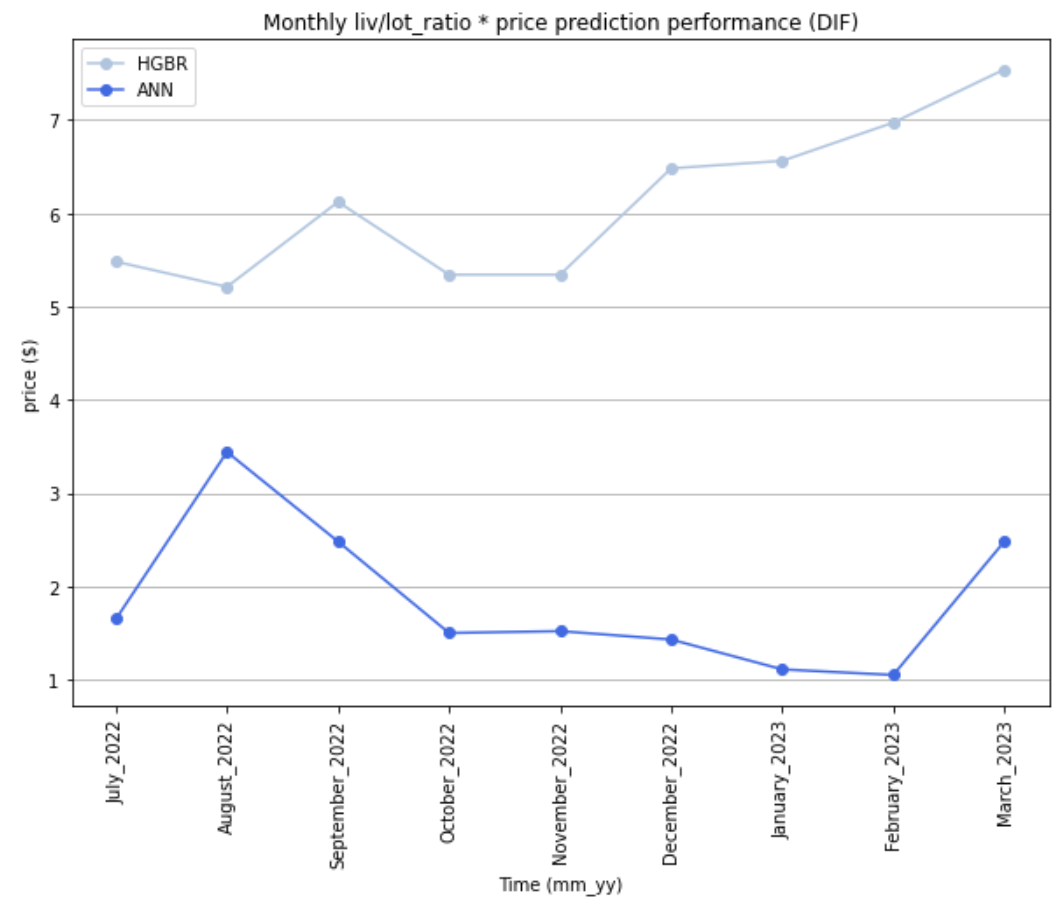 Monthly liv/lot_ratio * price prediction performance (DIF)
HGBR
ANN
price ($)
7
6
5
4
3
2
1
July_2022
August_2022
September_2022
October_2022
November_2022
December_2022
January_2023
February_2023
March_2023
Time (mm_yy)